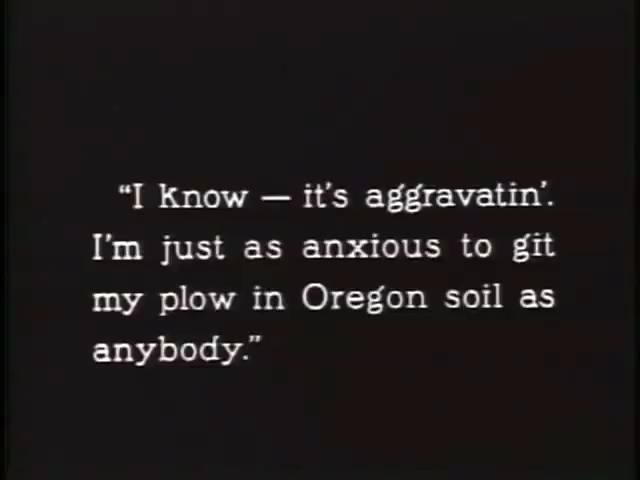 “I know — it's aggravatin'.
I'm just as anxious to git
my plow in Oregon soil as
anybody.”